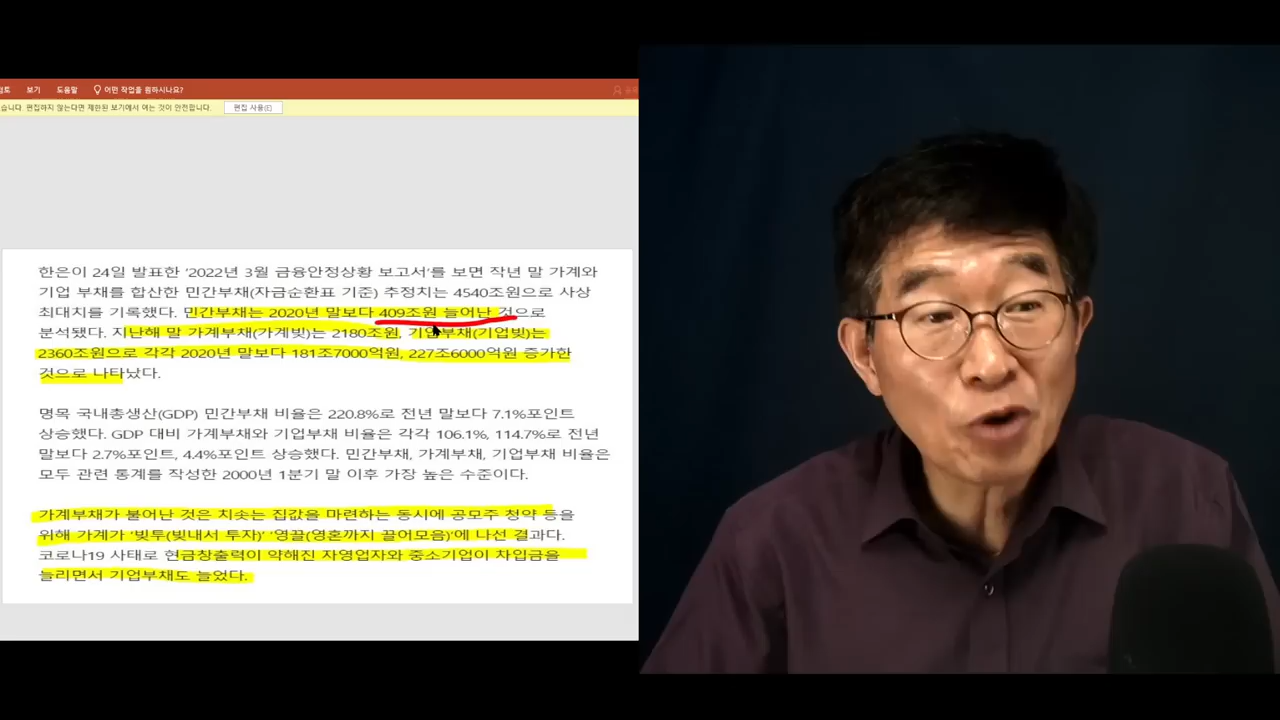 보기 도움말 어떤 작업을 원하시나요?
습니다. 편집하지 않는다면 제한된 보기에서 여는 것이 안전합니다. 편집 사용(E)
한은이 24일 발표한 '2022년 3월 금융안정상황 보고서'를 보면 작년 말 가계와
기업 부채를 합산한 민간부채(자금순환표 기준) 추정치는 4540조원으로 사상
최대치를 기록했다. 민간부채는 2020년 말보다 409조원 늘어난 것으로
분석됐다. 지난해 말 가계부채(가계빚)는 2180조원, 기업부채(기업빚)는
2360조원으로 각각 2020년 말보다 181조7000억원, 227조6000억원 증가한
것으로 나타났다.
명목 국내총생산(GDP) 민간부채 비율은 220.8%로 전년 말보다 7.1%포인트
상승했다. GDP 대비 가계부채와 기업부채 비율은 각각 106.1%, 114.7%로 전년
말보다 2.7%포인트, 4.4%포인트 상승했다. 민간부채, 가계부채, 기업부채 비율은
모두 관련 통계를 작성한 2000년 1분기 말 이후 가장 높은 수준이다.
가계부채가 불어난 것은 치솟는 집값을 마련하는 동시에 공모주 청약 등을
위해 가계가 '빚투(빚내서 투자)' '영끌(영혼까지 끌어모음)'에 나선 결과다.
코로나19 사태로 현금창출력이 약해진 자영업자와 중소기업이 차입금을
늘리면서 기업부채도 늘었다.